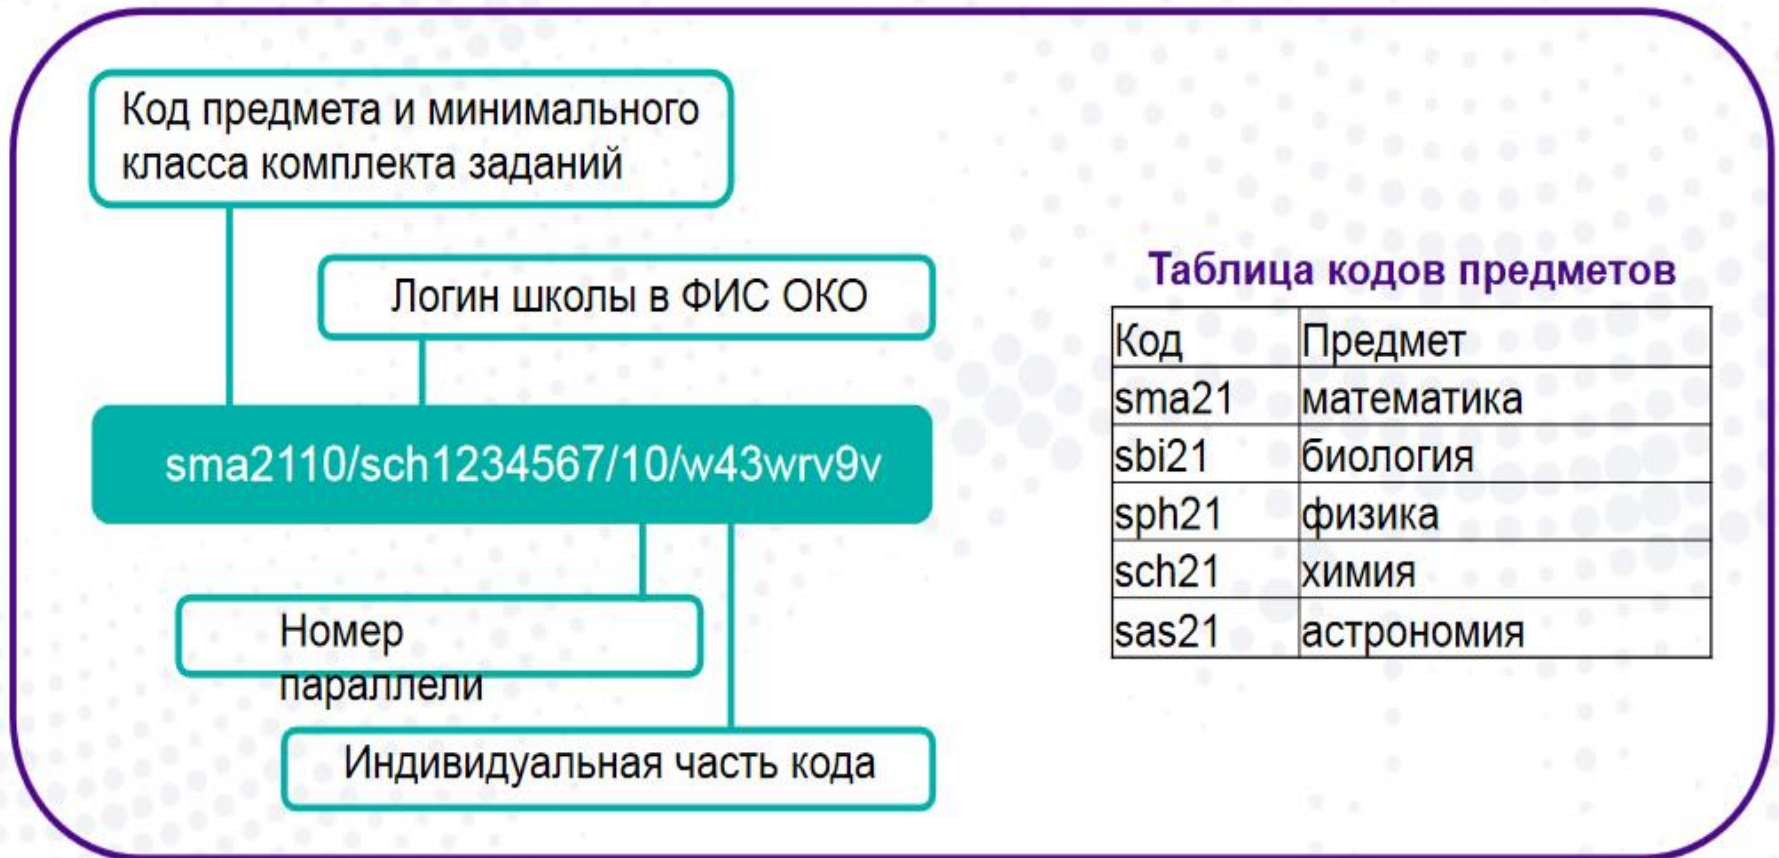 Код предмета и минимального
класса комплекта заданий
Логин школы в ФИС ОКО
sma2110/sch1234567/10/w43wrv9v
Номер
параллели
Индивидуальная часть кода
Таблица кодов предметов
Код Предмет
sma21 математика
sbi21 биология
sph21 физика
sch21 химия
sas21 астрономия